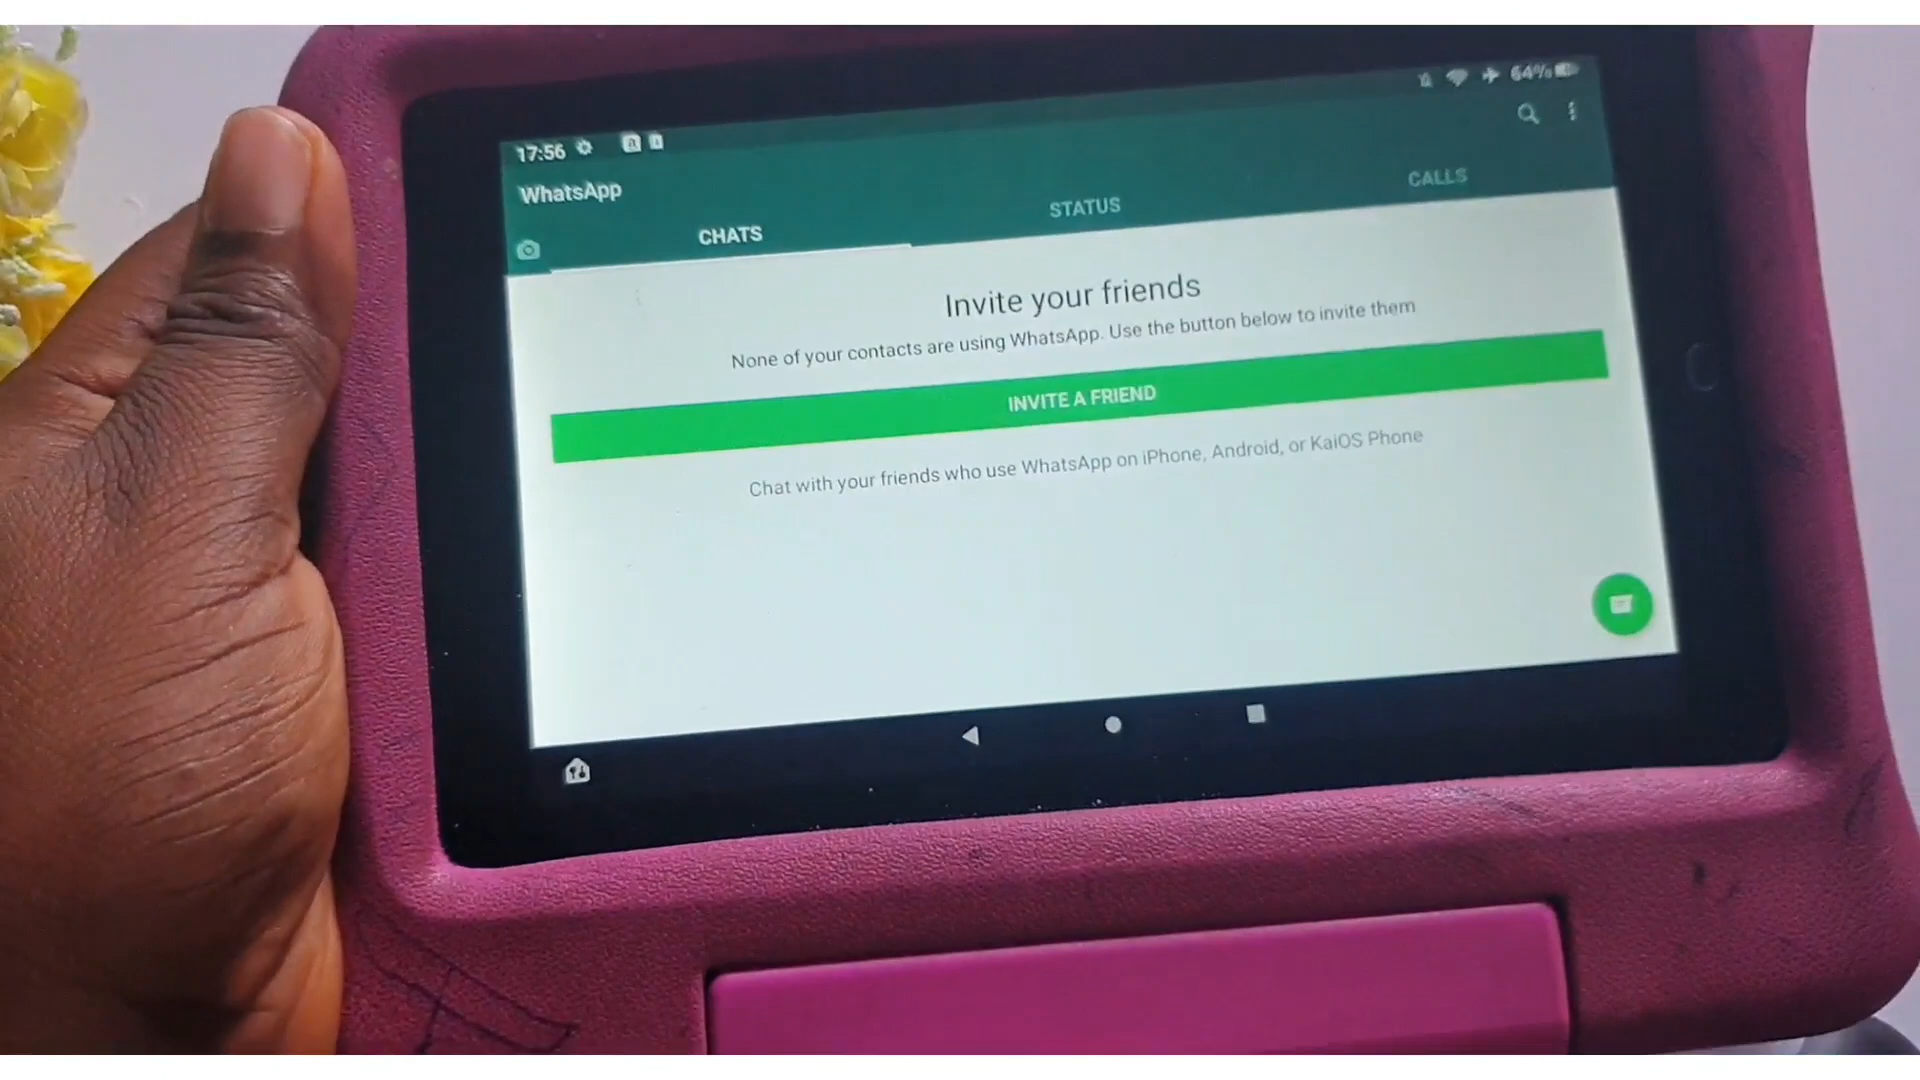 17:56
64%
WhatsApp
CHATS
STATUS
CALLS
Invite your friends
None of your contacts are using WhatsApp. Use the button below to invite them
INVITE A FRIEND
Chat with your friends who use WhatsApp on iPhone, Android, or KaiOS Phone